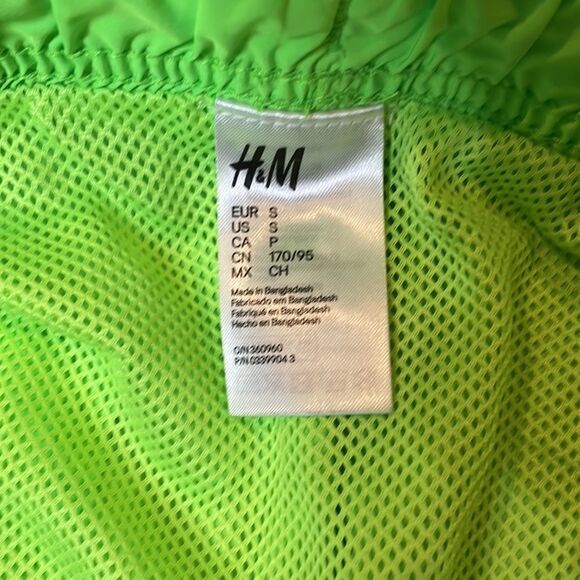 H&M
EUR S
US S
CA P
CN 170/95
MX CH
Made in Bangladesh
Fabricado em Bangladesh
Fabriqué en Bangladesh
Hecho en Bangladesh
O/N 360960
P/N 0339904 3